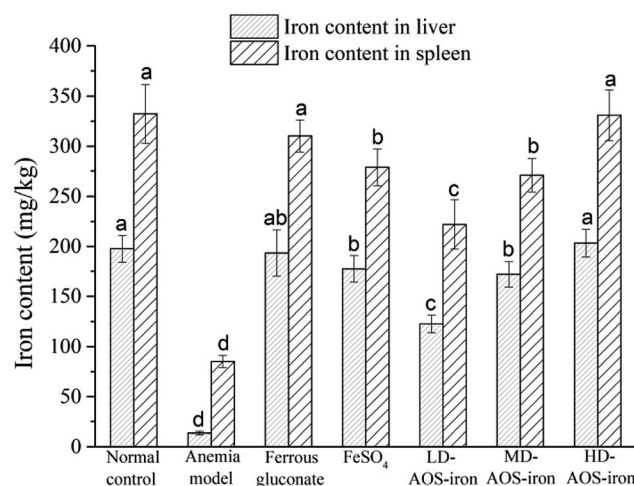 Iron content in liver
Iron content in spleen
Iron content (mg/kg)
400
350
300
250
200
150
100
50
0
a
a
d
d
ab
a
b
b
c
c
b
b
a
a
Normal control
Anemia model
Ferrous gluconate
FeSO₄
LD-AOS-iron
MD-AOS-iron
HD-AOS-iron